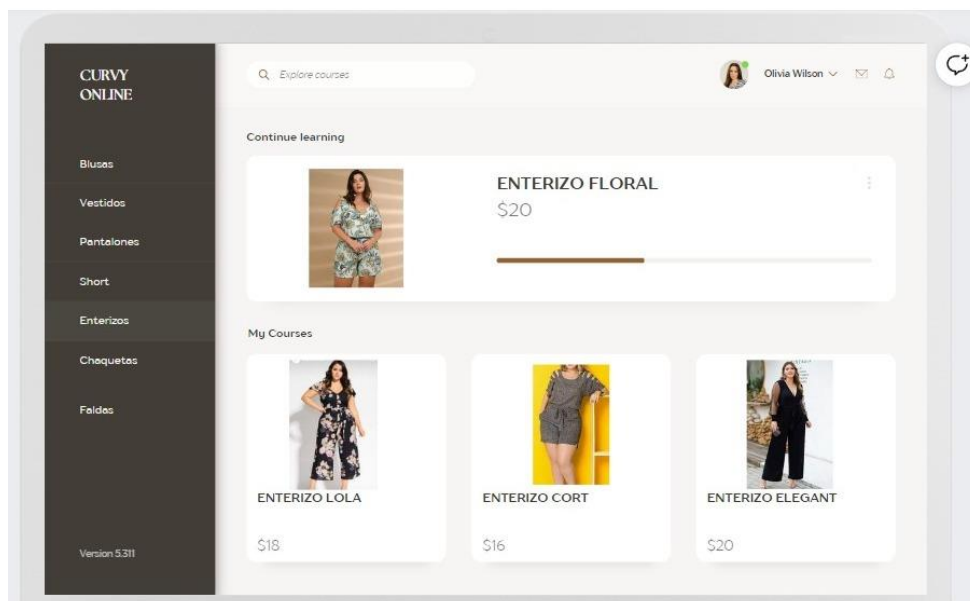 CURVY
ONLINE
Explore courses
Olivia Wilson
Continue learning
Blusas
Vestidos
Pantalones
Short
Enterizos
Chaquetas
Faldas
Version 5.311
ENTERIZO FLORAL
$20
My Courses
ENTERIZO LOLA
$18
ENTERIZO CORT
$16
ENTERIZO ELEGANT
$20